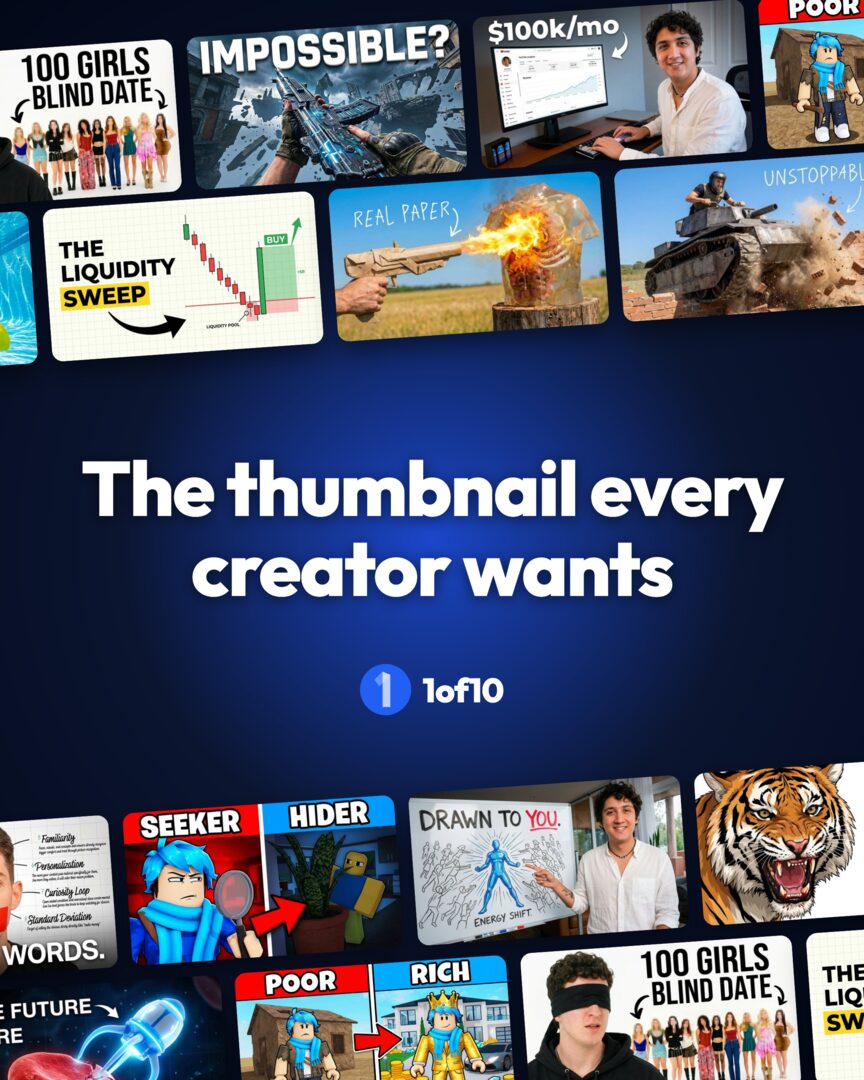 100 GIRLS
BLIND DATE
IMPOSSIBLE?
$100k/mo
POOR
THE
LIQUIDITY
SWEEP
BUY
LIQUIDITY POOL
REAL PAPER
UNSTOPPABL
The thumbnail every
creator wants
1of10
Familiarity
Personalization
Curiosity Loop
Standard Deviation
WORDS.
SEEKER
HIDER
DRAWN TO YOU.
ENERGY SHIFT.
E FUTURE
RE
POOR
RICH
100 GIRLS
BLIND DATE
THE
LIQ
SW